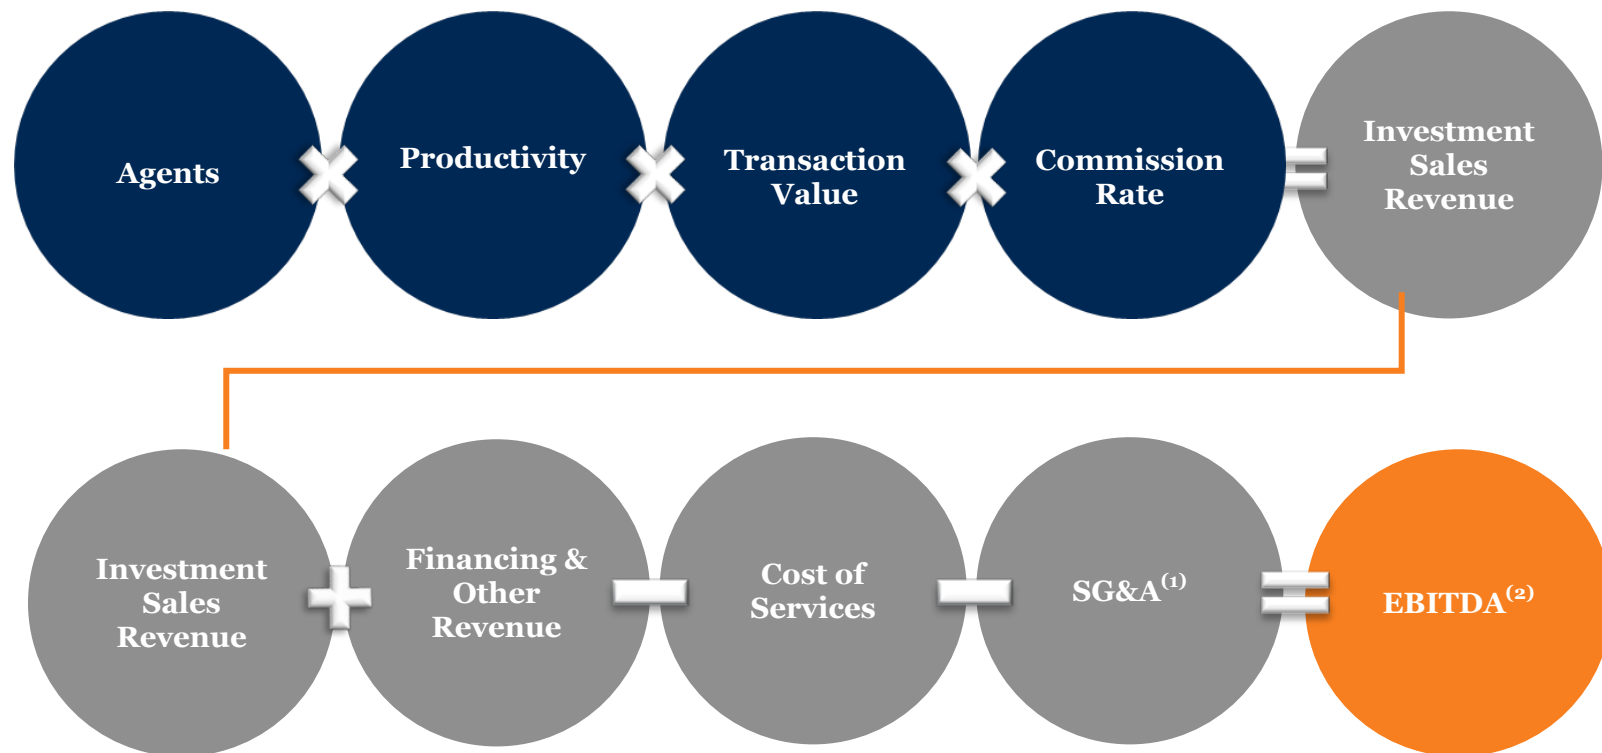 Agents
Productivity
Transaction
Value
Commission
Rate
Investment
Sales
Revenue
Investment
Sales
Revenue
Financing &
Other
Revenue
Cost of
Services
SG&A(1)
EBITDA(2)